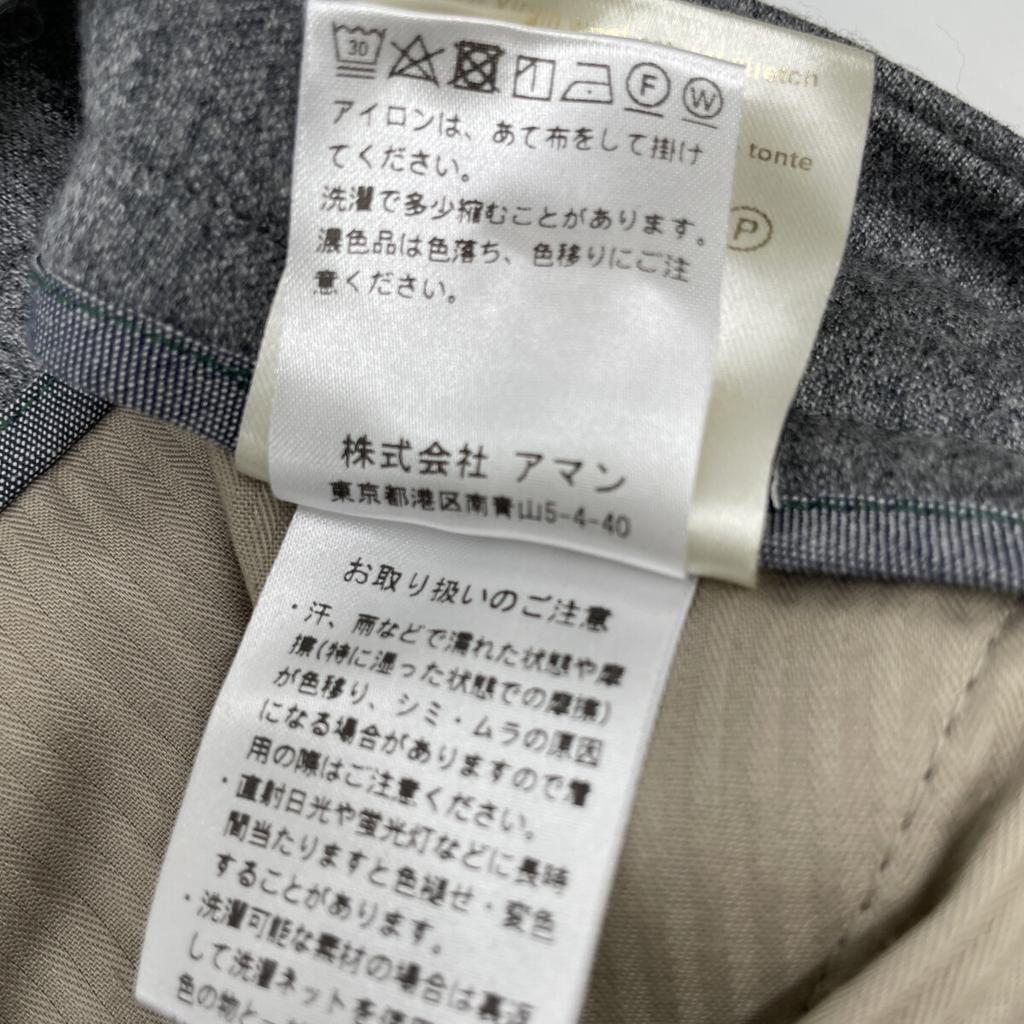 30
F
W
アイロンは、あて布をして掛け
てください。
洗濯で多少縮むことがあります。
濃色品は色落ち、色移りにご注
意ください。
株式会社 アマン
東京都港区南青山5-4-40
tonte
P
お取り扱いのご注意
・汗、雨などで濡れた状態や摩
擦(特に湿った状態での摩擦)
が色移り、シミ・ムラの原因
になる場合がありますので着
用の際はご注意ください。
・直射日光や蛍光灯などに長時
間当たりますと色褪せ・変色
することがあります。
・洗濯可能な素材の場合は裏返
して洗濯ネットを使用
色の物と